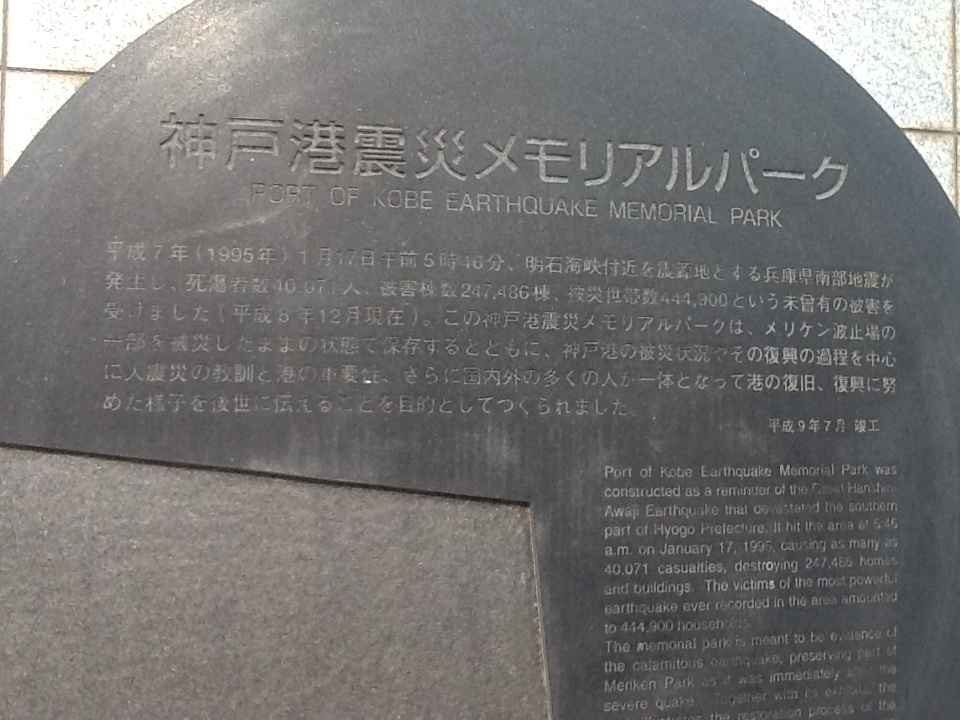 神戸港震災メモリアルパーク
PORT OF KOBE EARTHQUAKE MEMORIAL PARK
平成7年(1995年)1月17日午前5時46分、明石海峡付近を震源地とする兵庫県南部地震が
発生し、死傷者数40,071人、被害棟数247,486棟、被災世帯数444,900という未曾有の被害を
受けました(平成8年12月現在)。この神戸港震災メモリアルパークは、メリケン波止場の
一部を被災したままの状態で保存するとともに、神戸港の被災状況やその復興の過程を中心
に大震災の教訓と港の重要性、さらに国内外の多くの人が一体となって港の復旧、復興に努
めた様子を後世に伝えることを目的としてつくられました。
平成9年7月 竣工
Port of Kobe Earthquake Memorial Park was
constructed as a reminder of the Great Hanshin-
Awaji Earthquake that devastated the southern
part of Hyogo Prefecture. It hit the area at 5:46
a.m. on January 17, 1995, causing as many as
40,071 casualties, destroying 247,486 homes
and buildings. The victims of the most powerful
earthquake ever recorded in the area amounted
to 444,900 households.
The memorial park is meant to be evidence of
the calamitous earthquake, preserving part of
Meriken Park as it was immediately after the
severe quake. Together with its exhibits, the
illustrates the restoration process of the